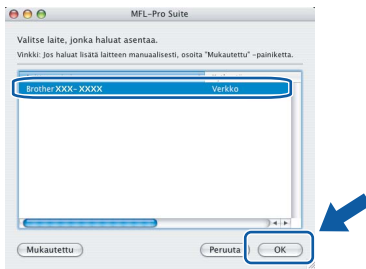 MFL-Pro Suite
Valitse laite, jonka haluat asentaa.
Vinkki: Jos haluat lisätä laitteen manuaalisesti, osoita "Mukautettu" -painiketta.
Brother XXX-XXXX Verkko
Mukautettu Peruuta OK